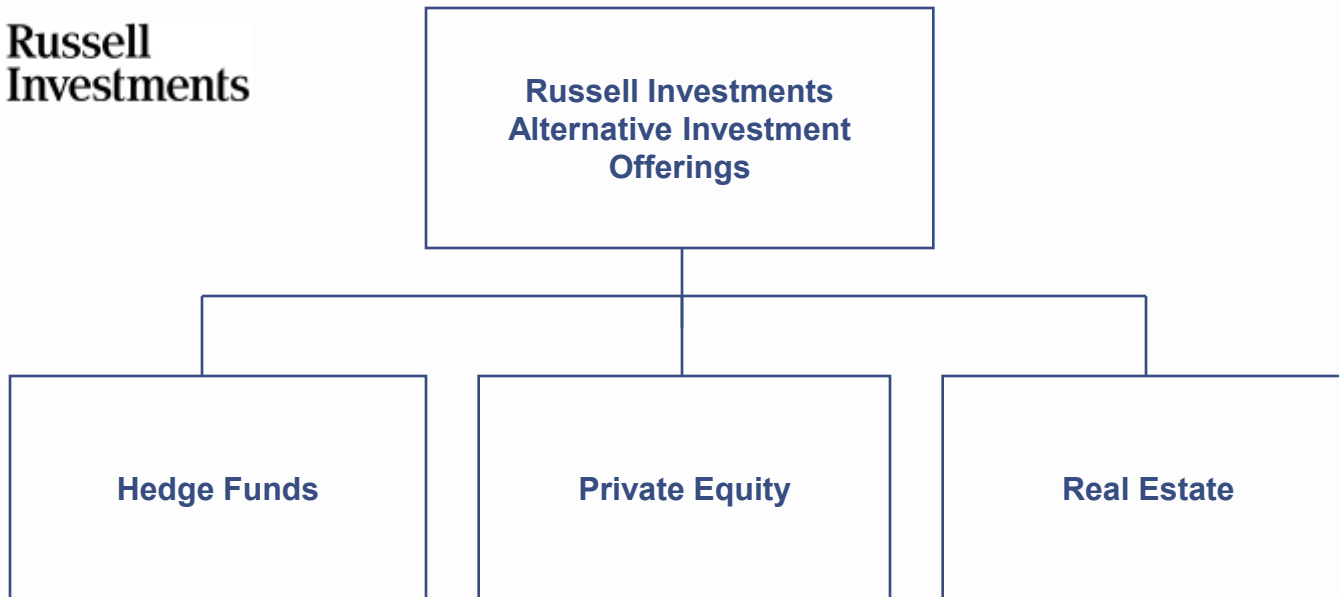 Russell
Investments
Russell Investments
Alternative Investment
Offerings
Hedge Funds
Private Equity
Real Estate